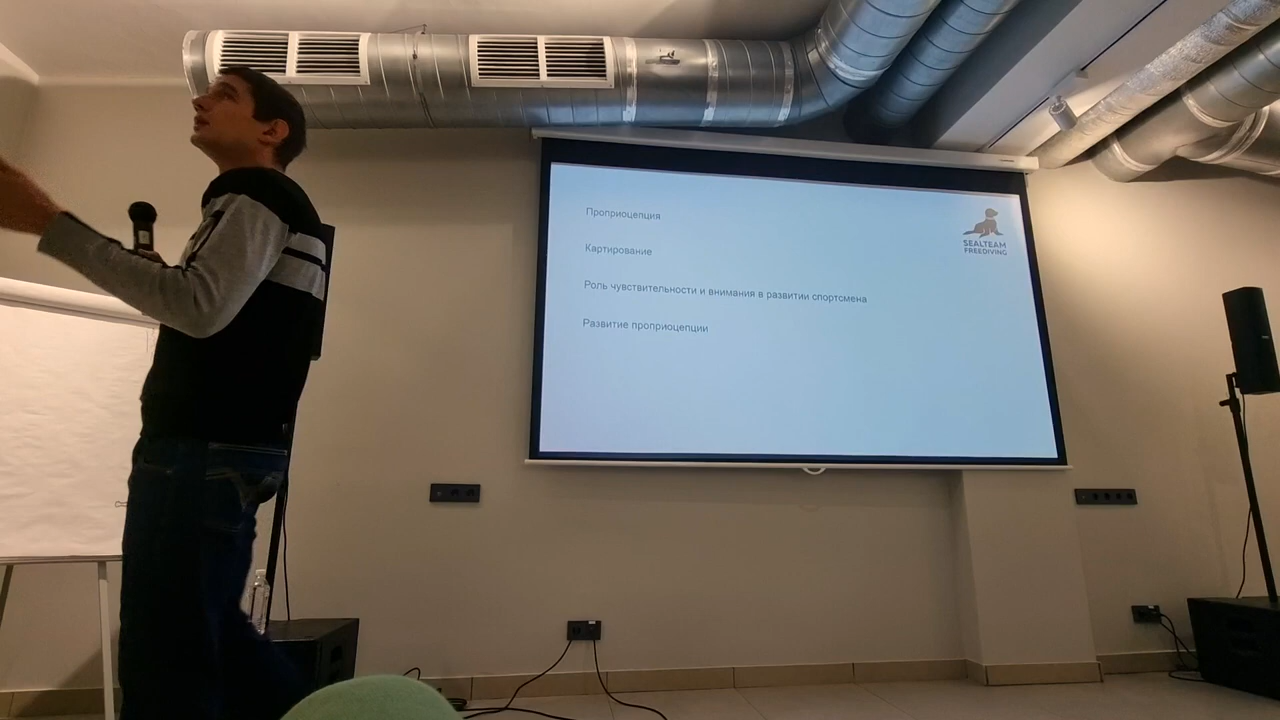 Проприоцепция
Картирование
Роль чувствительности и внимания в развитии спортсмена
Развитие проприоцепции
SEALTEAM
FREEDIVING